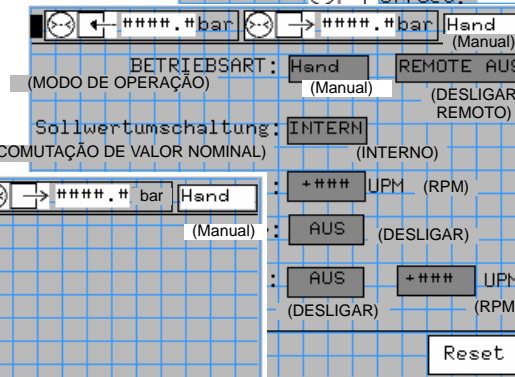 ####.# bar ####.# bar Hand
(Manual)
BETRIEBSART: Hand REMOTE AUS
(MODO DE OPERAÇÃO) (Manual) (DESLIGAR
REMOTO)
Sollwertumschaltung: INTERN
COMUTAÇÃO DE VALOR NOMINAL) (INTERNO)
####.# bar Hand
(Manual)
: +### UPM (RPM)
: AUS (DESLIGAR)
: AUS +### UPM
(DESLIGAR) (RPM
Reset